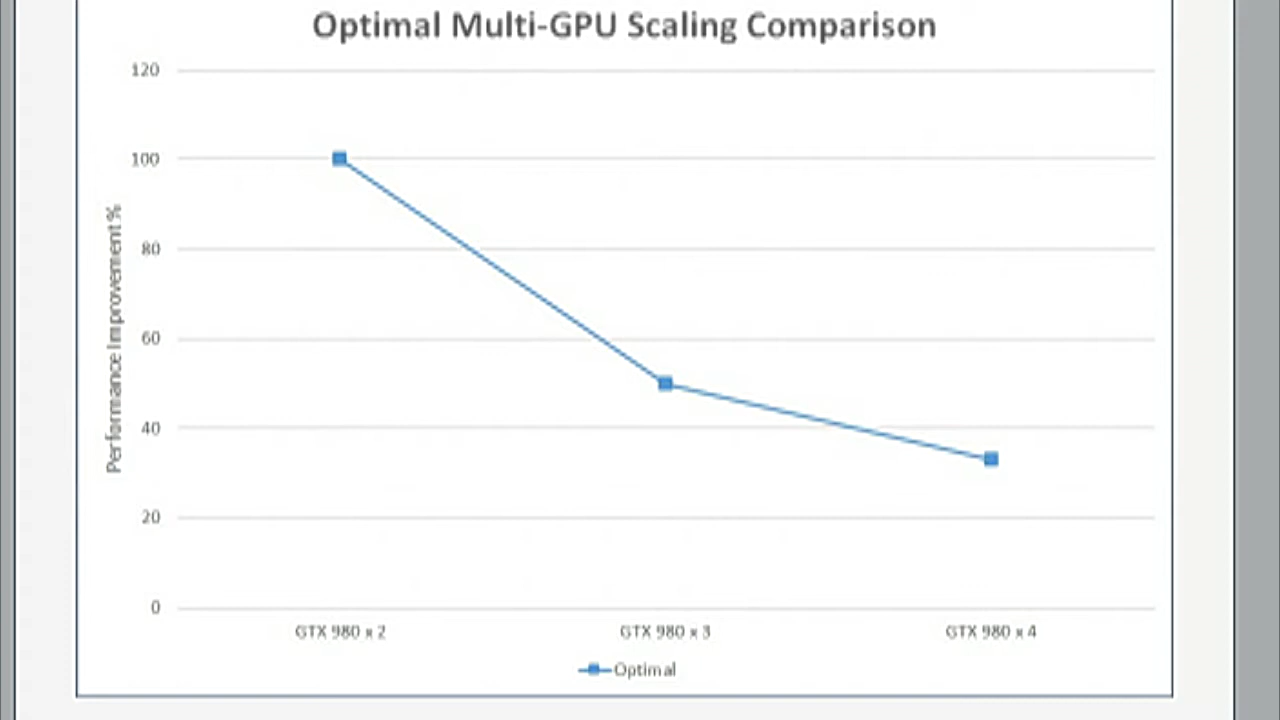 Optimal Multi-GPU Scaling Comparison
120
100
80
60
40
20
0
Performance Improvement %
GTX 980 x 2
GTX 980 x 3
GTX 980 x 4
Optimal